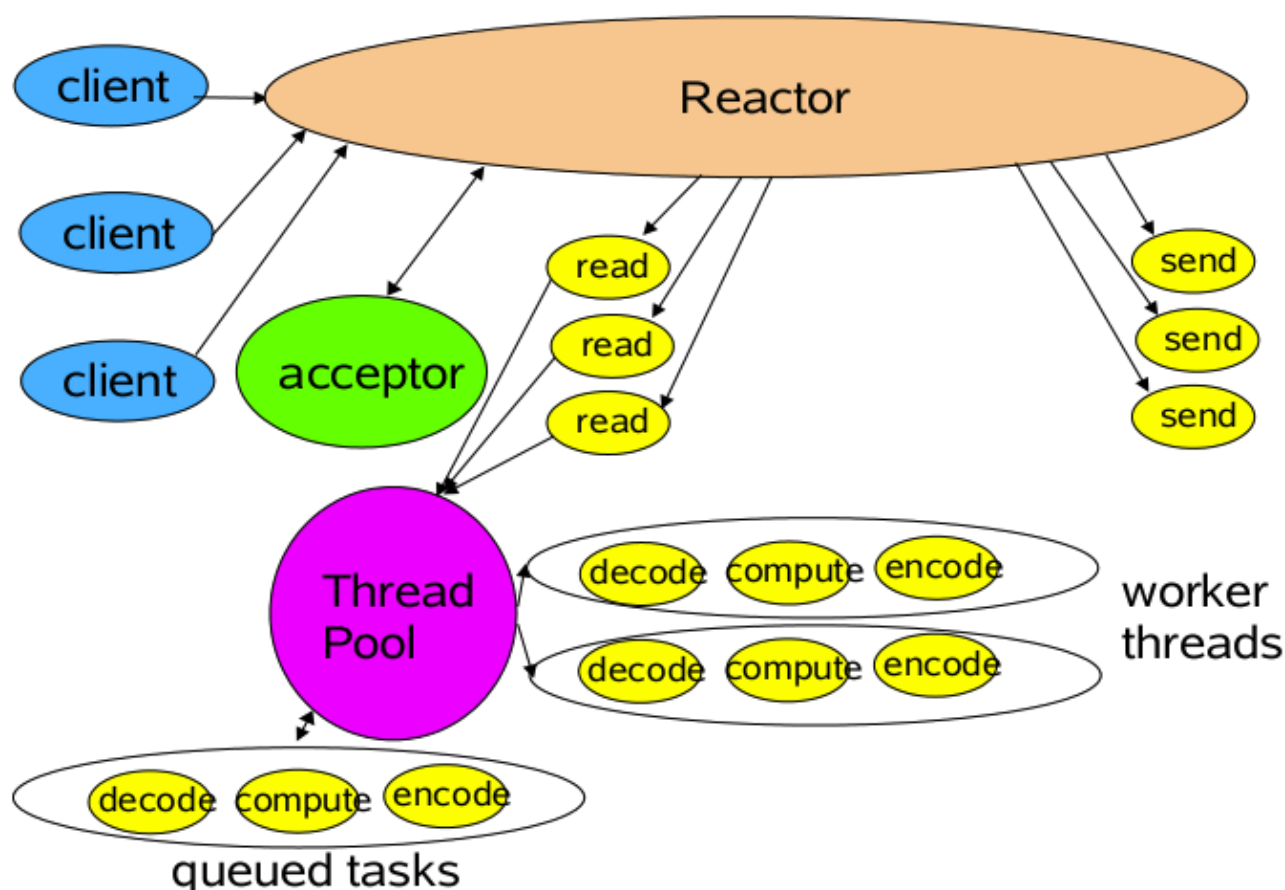 client
Reactor
client
client
acceptor
read
read
read
send
send
send
Thread
Pool
decode compute encode
decode compute encode
worker
threads
decode compute encode
queued tasks